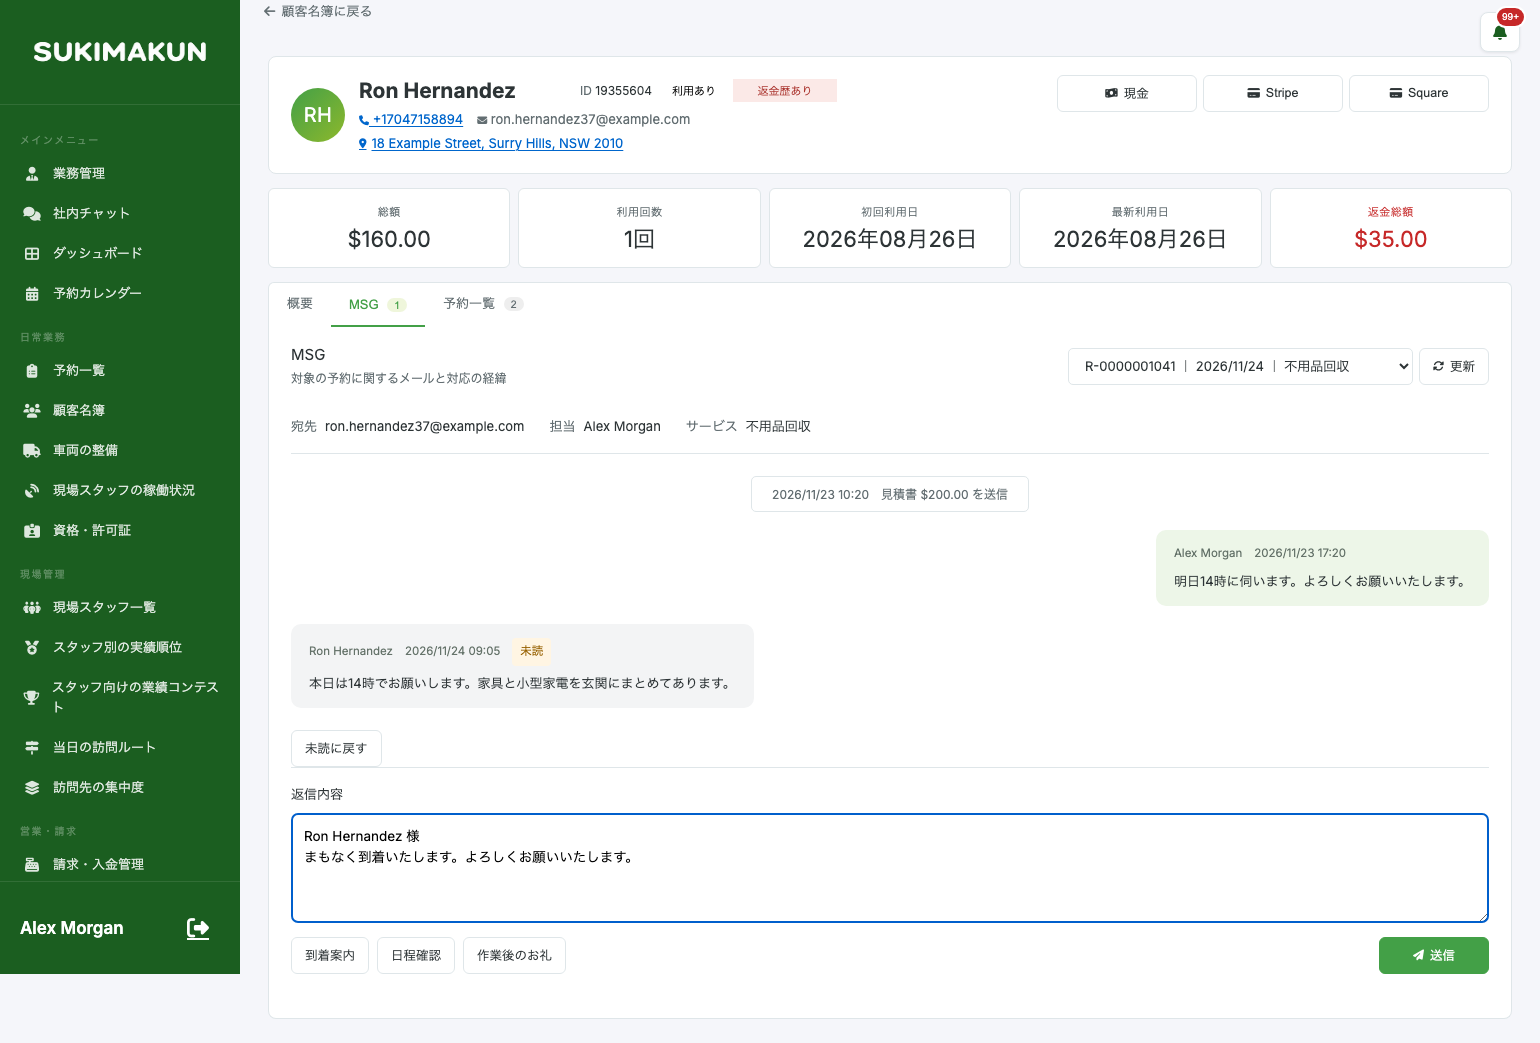 SUKIMAKUN
メインメニュー
業務管理
社内チャット
ダッシュボード
予約カレンダー
日常業務
予約一覧
顧客名簿
車両の整備
現場スタッフの稼働状況
資格・許可証
現場管理
現場スタッフ一覧
スタッフ別の実績順位
スタッフ向けの業績コンテスト
当日の訪問ルート
訪問先の集中度
営業・請求
請求・入金管理
Alex Morgan
顧客名簿に戻る
99+
RH
Ron Hernandez ID 19355604 利用あり 返金歴あり
+17047158894 ron.hernandez37@example.com
18 Example Street, Surry Hills, NSW 2010
現金 Stripe Square
総額
$160.00
利用回数
1回
初回利用日
2026年08月26日
最新利用日
2026年08月26日
返金総額
$35.00
概要 MSG 1 予約一覧 2
MSG
対象の予約に関するメールと対応の経緯
R-0000001041 | 2026/11/24 | 不用品回収 更新
宛先 ron.hernandez37@example.com 担当 Alex Morgan サービス 不用品回収
2026/11/23 10:20 見積書 $200.00 を送信
Alex Morgan 2026/11/23 17:20
明日14時に伺います。よろしくお願いいたします。
Ron Hernandez 2026/11/24 09:05 未読
本日は14時でお願いします。家具と小型家電を玄関にまとめてあります。
未読に戻す
返信内容
Ron Hernandez 様
まもなく到着いたします。よろしくお願いいたします。
到着案内 日程確認 作業後のお礼 送信